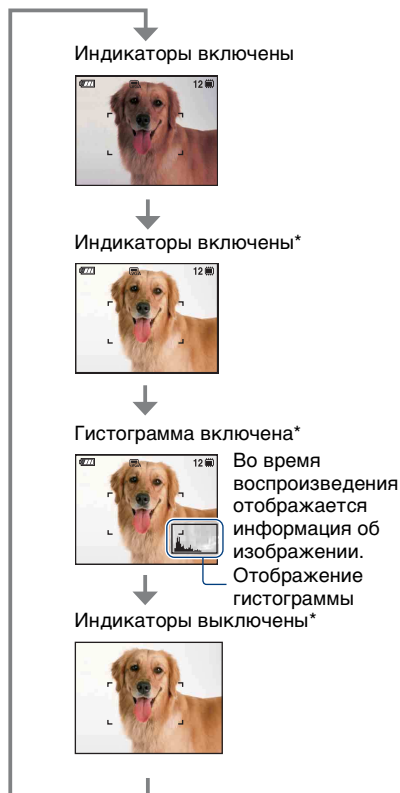 Индикаторы включены
12
Индикаторы включены*
12
Гистограмма включена*
12
Во время
воспроизведения
отображается
информация об
изображении.
Отображение
гистограммы
Индикаторы выключены*